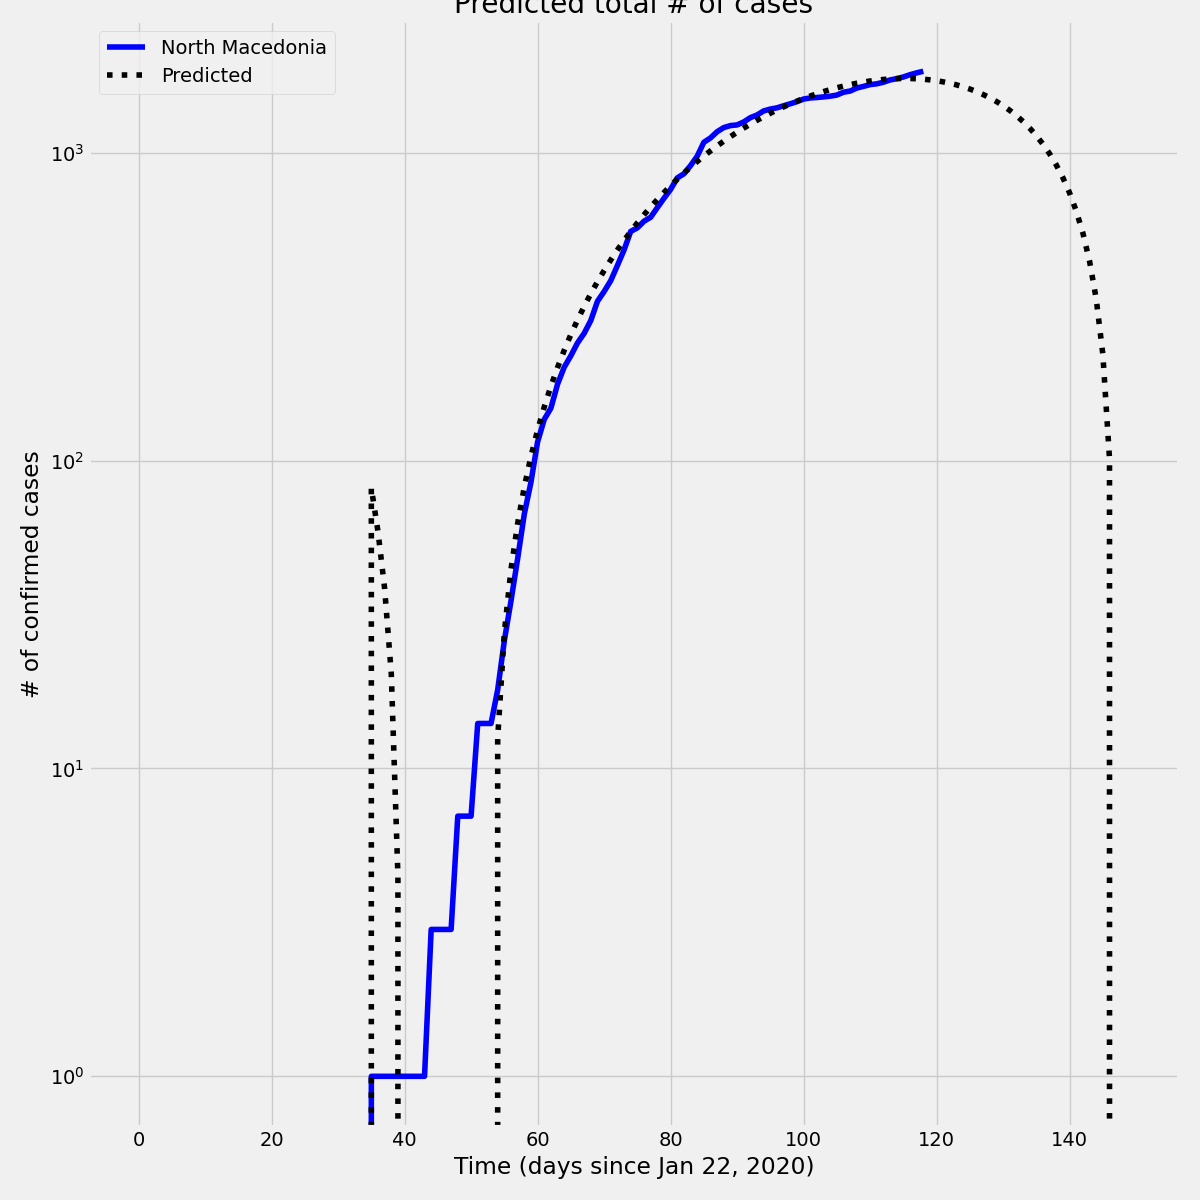 Predicted total # of cases
North Macedonia
Predicted
# of confirmed cases
10³
10²
10¹
10⁰
0 20 40 60 80 100 120 140
Time (days since Jan 22, 2020)